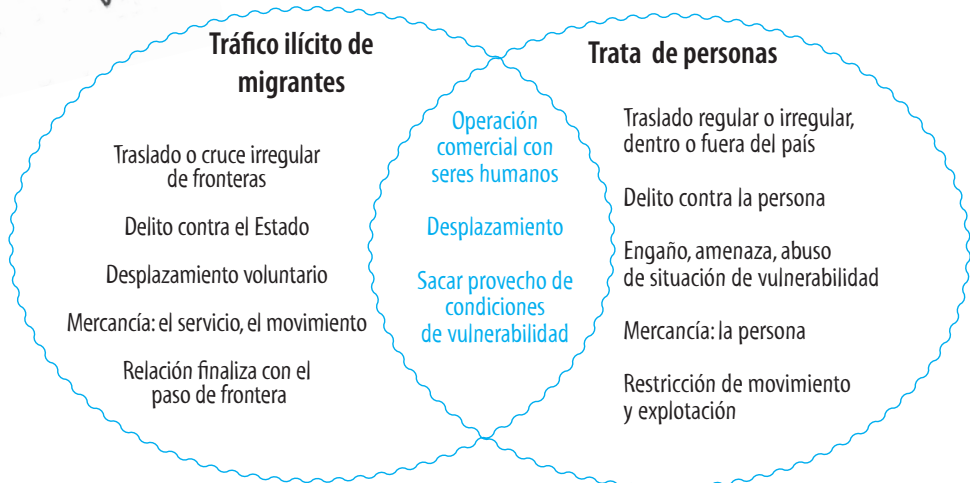 Tráfico ilícito de
migrantes
Traslado o cruce irregular
de fronteras
Delito contra el Estado
Desplazamiento voluntario
Mercancía: el servicio, el movimiento
Relación finaliza con el
paso de frontera
Operación
comercial con
seres humanos
Desplazamiento
Sacar provecho de
condiciones
de vulnerabilidad
Trata de personas
Traslado regular o irregular,
dentro o fuera del país
Delito contra la persona
Engaño, amenaza, abuso
de situación de vulnerabilidad
Mercancía: la persona
Restricción de movimiento
y explotación